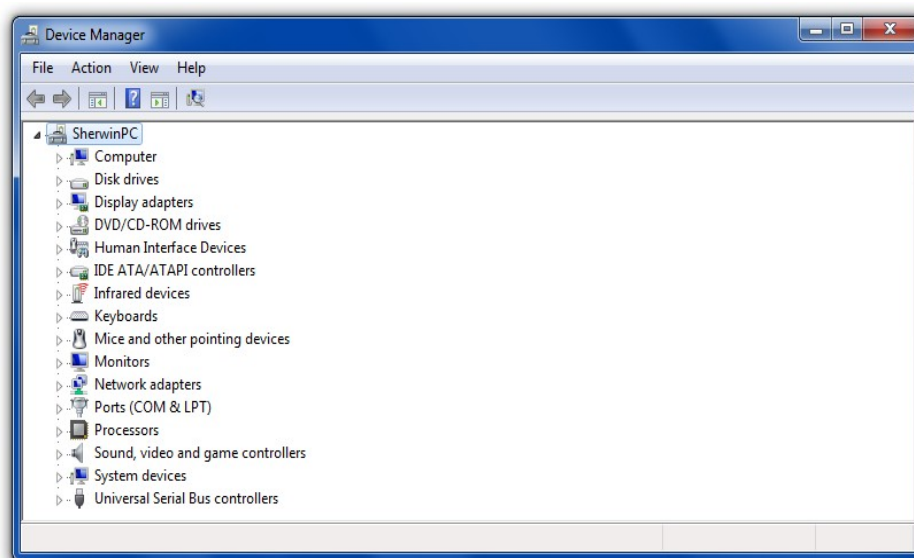 Device Manager
File Action View Help
SherwinPC
Computer
Disk drives
Display adapters
DVD/CD-ROM drives
Human Interface Devices
IDE ATA/ATAPI controllers
Infrared devices
Keyboards
Mice and other pointing devices
Monitors
Network adapters
Ports (COM & LPT)
Processors
Sound, video and game controllers
System devices
Universal Serial Bus controllers